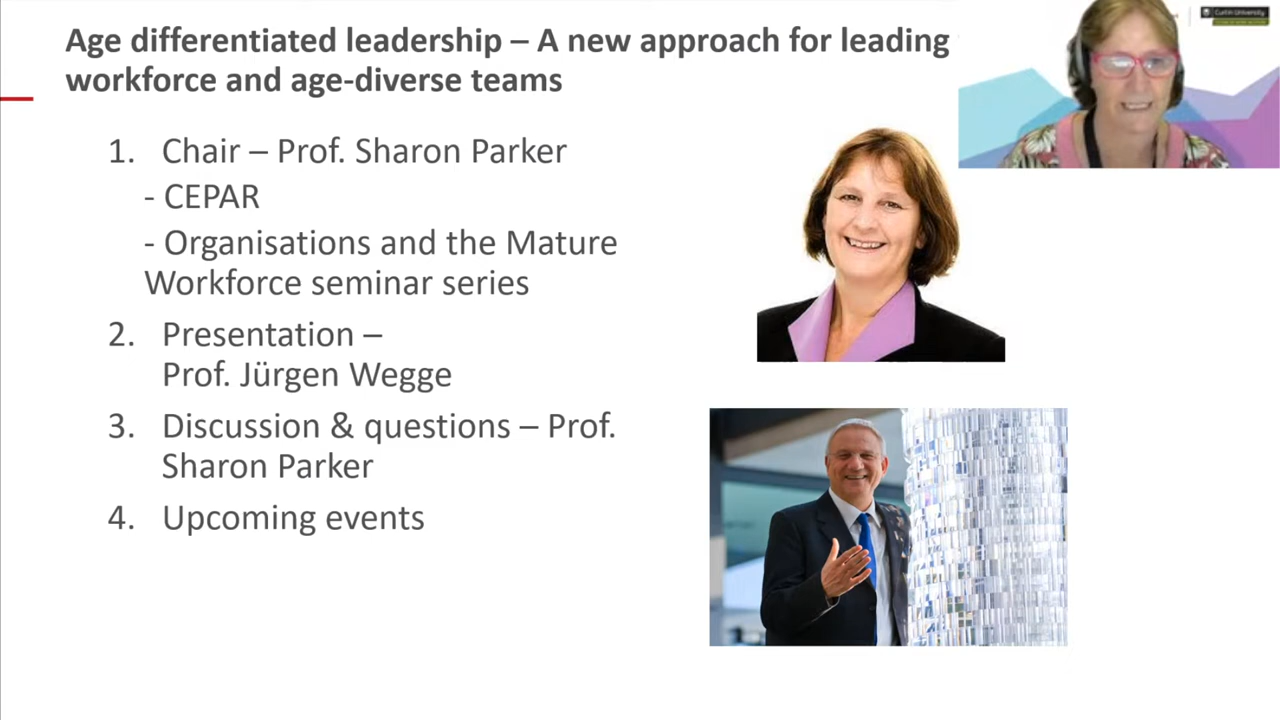 Age differentiated leadership – A new approach for leading
workforce and age-diverse teams
Curtin University
1. Chair – Prof. Sharon Parker
- CEPAR
- Organisations and the Mature
Workforce seminar series
2. Presentation –
Prof. Jürgen Wegge
3. Discussion & questions – Prof.
Sharon Parker
4. Upcoming events